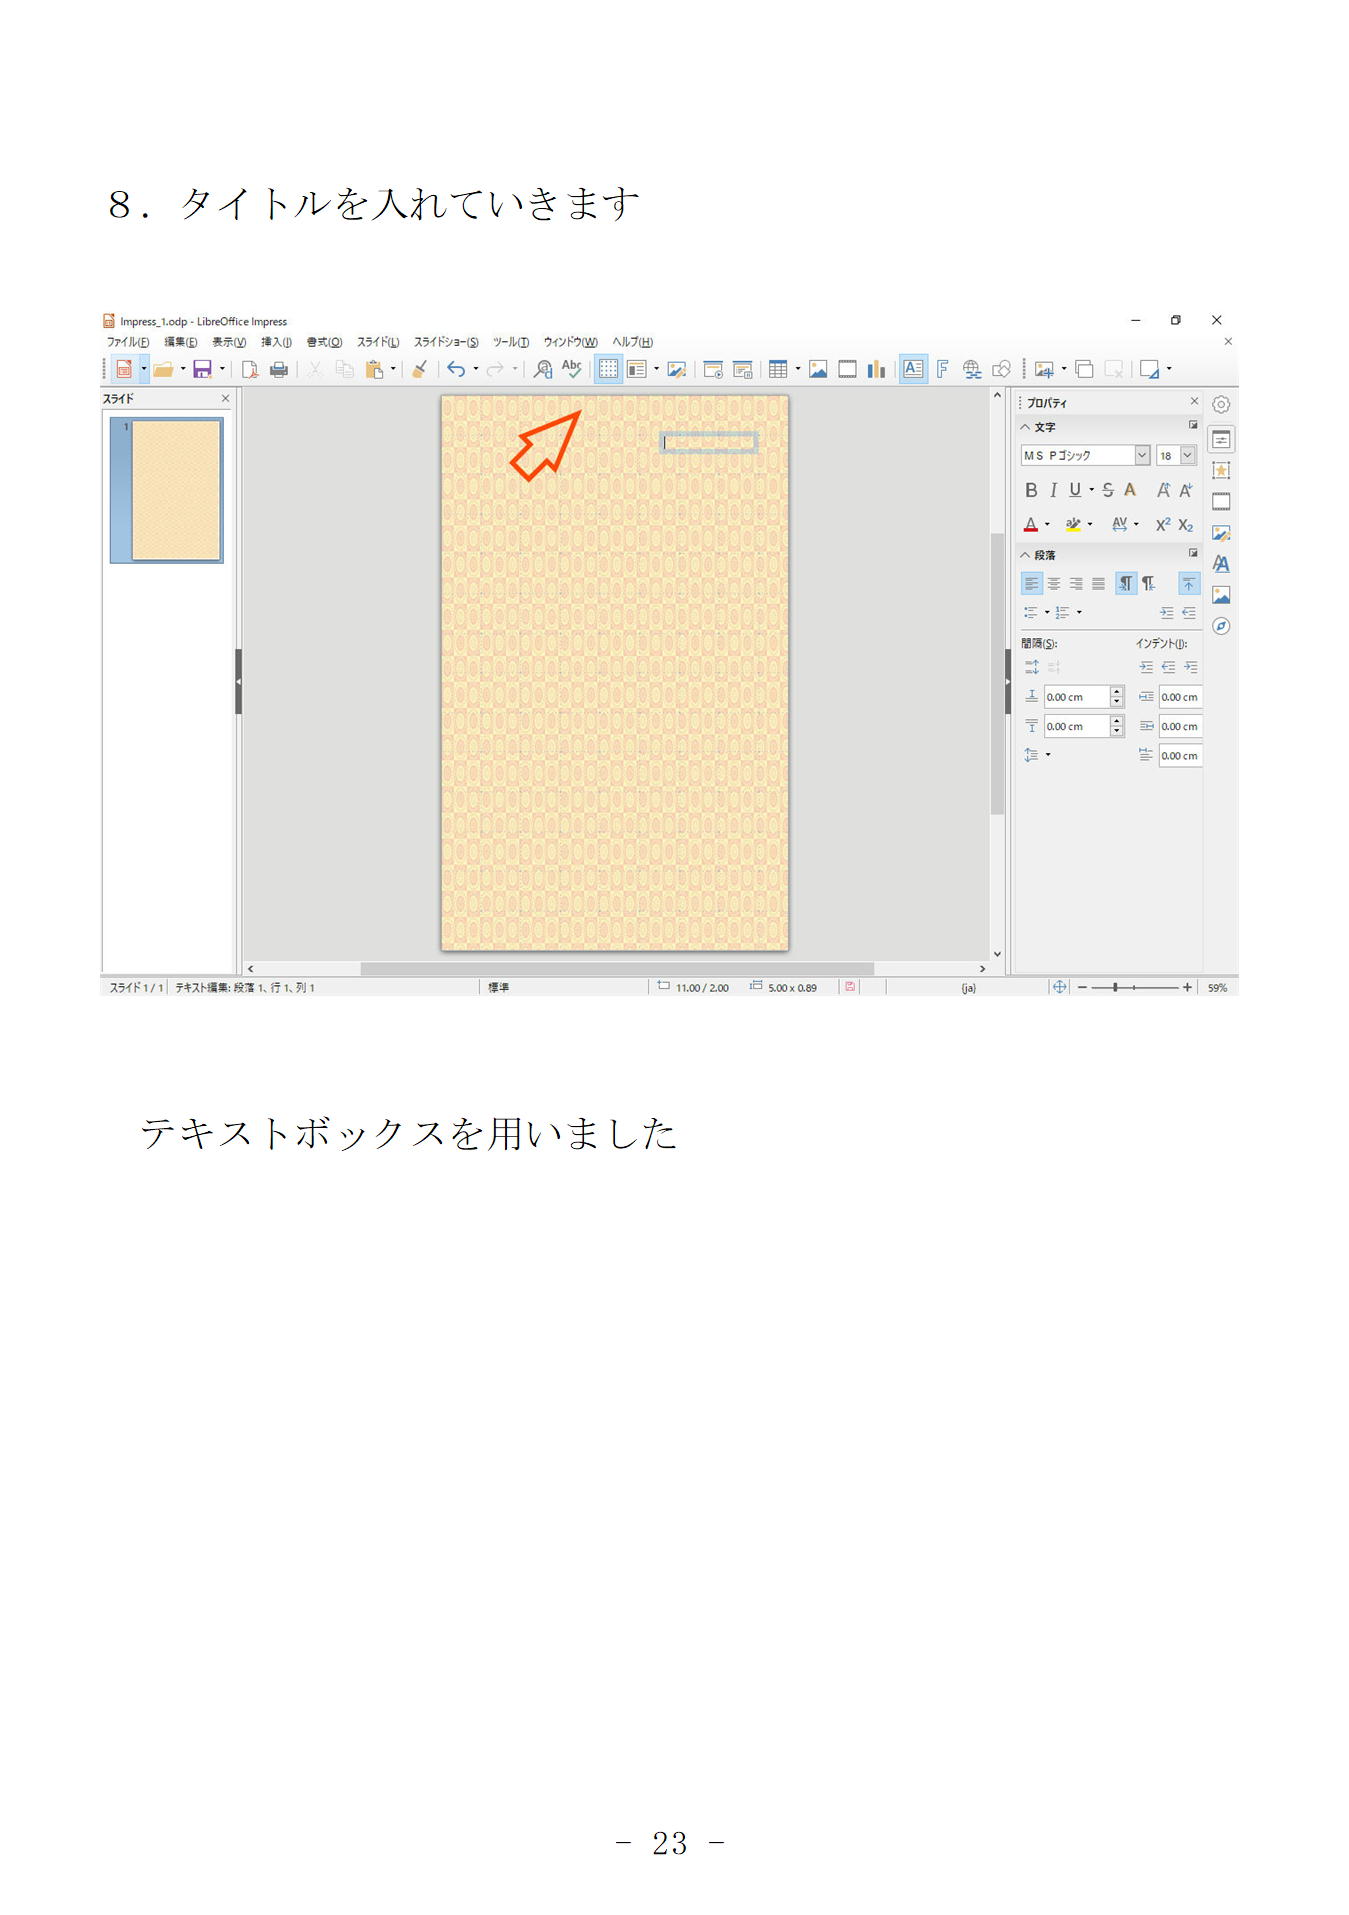 ８．タイトルを入れていきます
Impress_1.odp - LibreOffice Impress
ファイル(F) 編集(E) 表示(V) 挿入(I) 書式(O) スライド(L) スライドショー(S) ツール(T) ウィンドウ(W) ヘルプ(H)
スライド
1
プロパティ
文字
ＭＳ Ｐゴシック 18
段落
間隔(S): インデント(I):
0.00 cm 0.00 cm
0.00 cm 0.00 cm
0.00 cm
スライド 1 / 1 テキスト編集: 段落 1、行 1、列 1 標準 11.00 / 2.00 5.00 x 0.89 {ja} 59%
テキストボックスを用いました
- 23 -